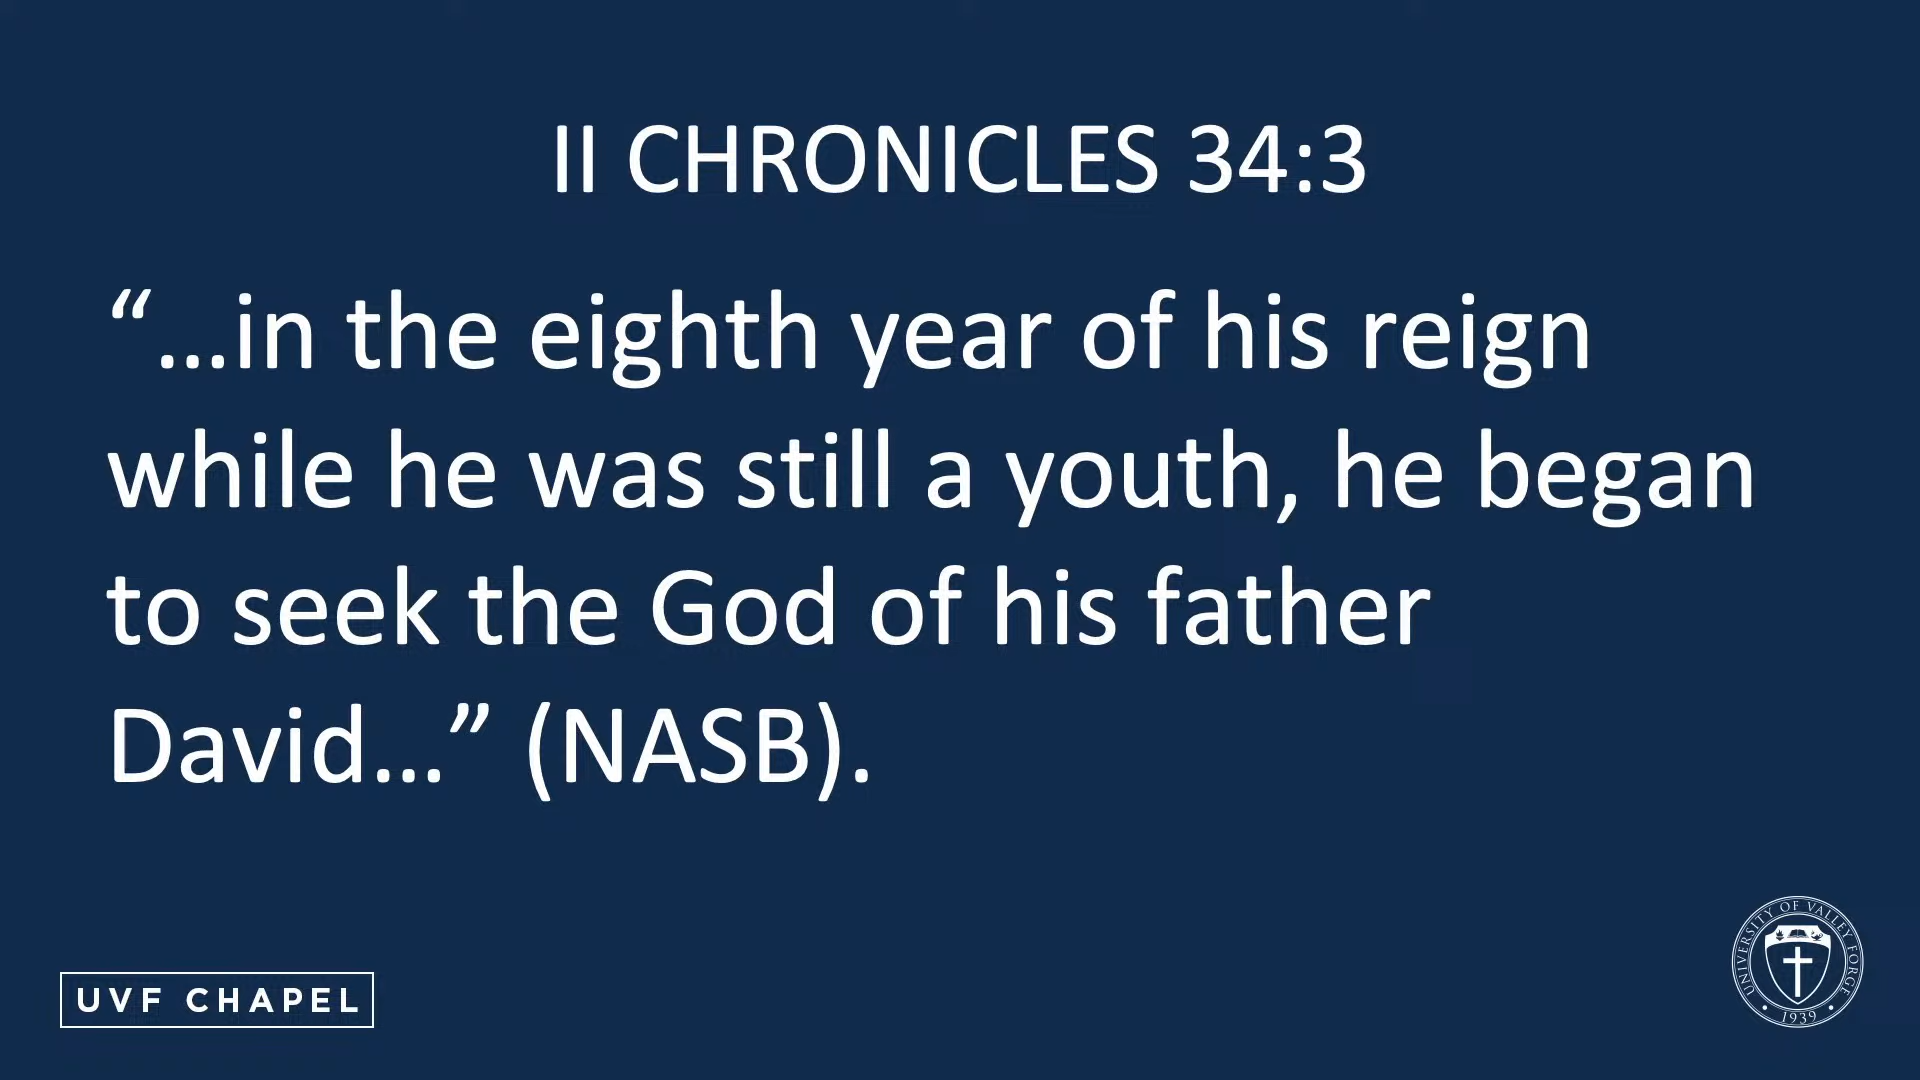 II CHRONICLES 34:3
“…in the eighth year of his reign
while he was still a youth, he began
to seek the God of his father
David…” (NASB).
UVF CHAPEL
UNIVERSITY OF VALLEY FORGE
• 1939 •